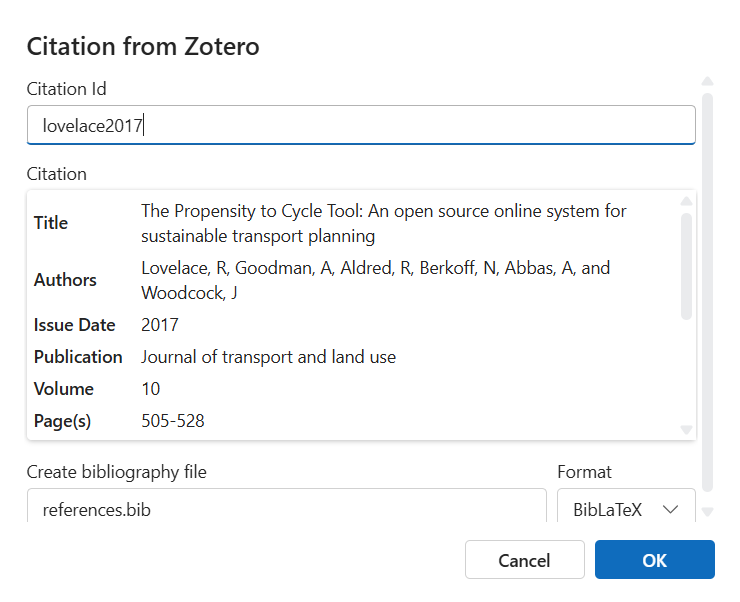 Citation from Zotero
Citation Id
lovelace2017
Citation
Title The Propensity to Cycle Tool: An open source online system for
sustainable transport planning
Authors Lovelace, R, Goodman, A, Aldred, R, Berkoff, N, Abbas, A, and
Woodcock, J
Issue Date 2017
Publication Journal of transport and land use
Volume 10
Page(s) 505-528
Create bibliography file Format
references.bib BibLaTeX
Cancel OK